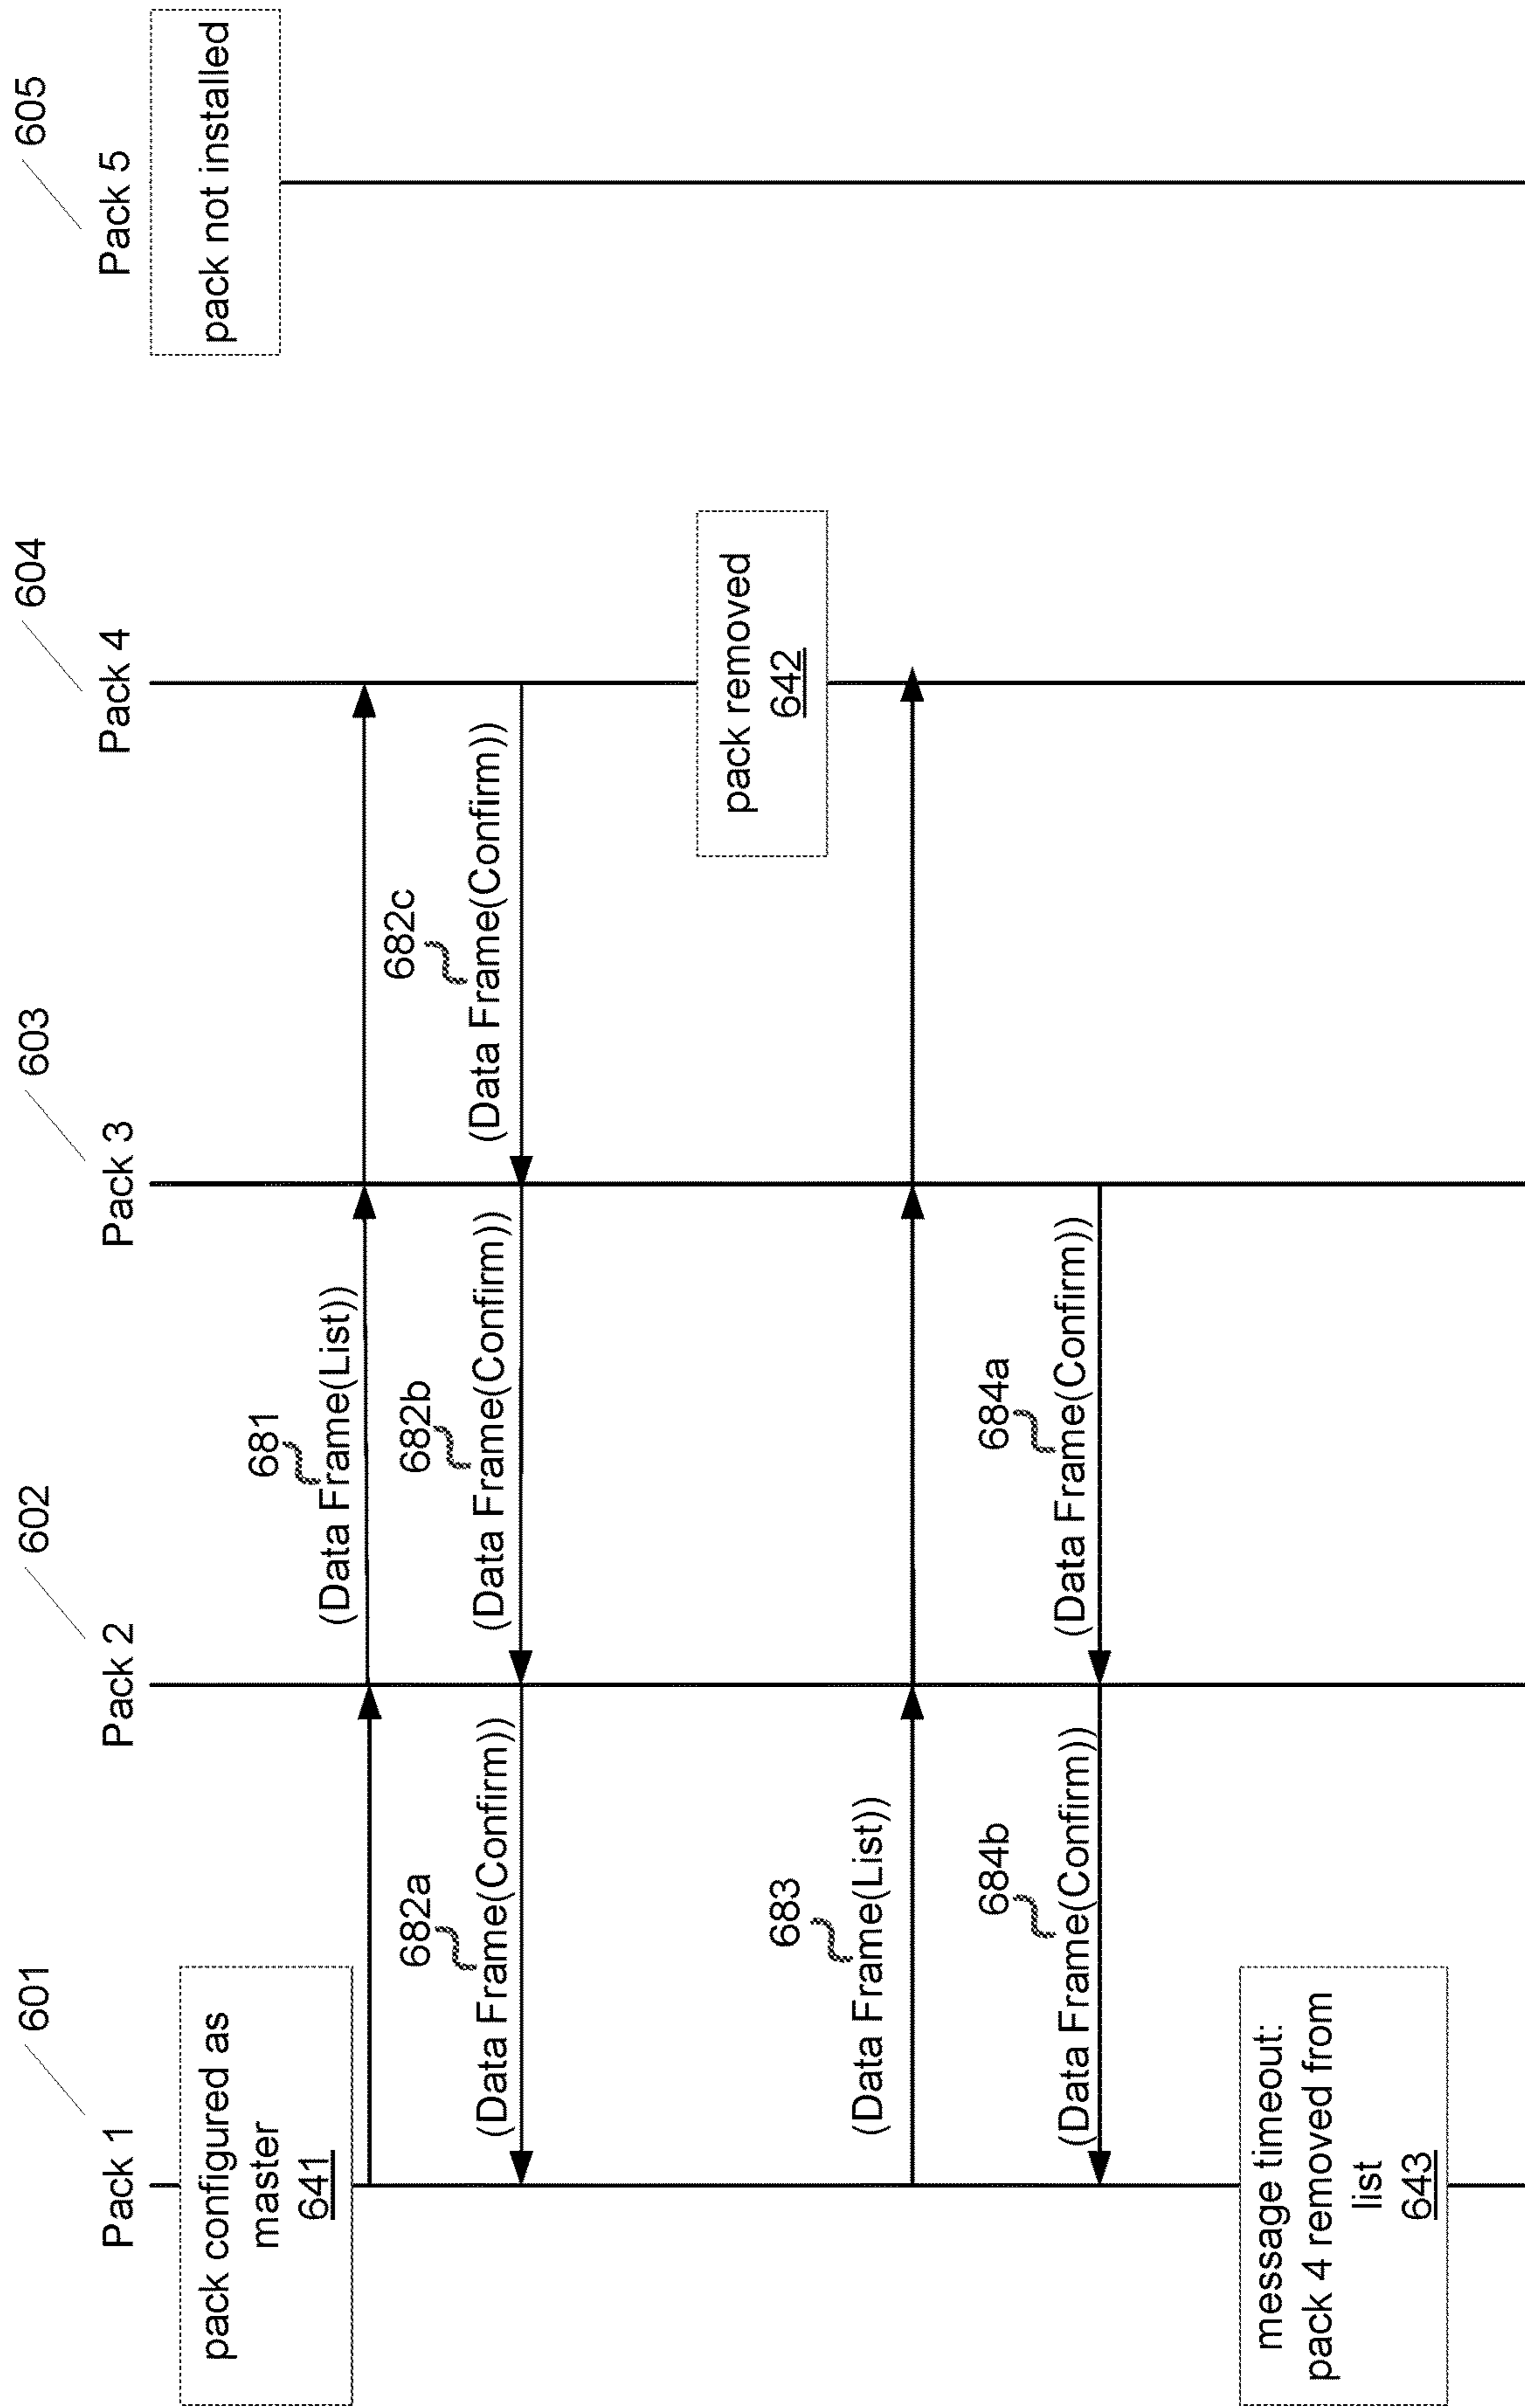 601
602
603
604
605
Pack 1
Pack 2
Pack 3
Pack 4
Pack 5
pack configured as
master
641
pack not installed
681
(Data Frame(List))
682a
(Data Frame(Confirm))
682b
(Data Frame(Confirm))
682c
(Data Frame(Confirm))
pack removed
642
683
(Data Frame(List))
684b
(Data Frame(Confirm))
684a
(Data Frame(Confirm))
message timeout:
pack 4 removed from
list
643